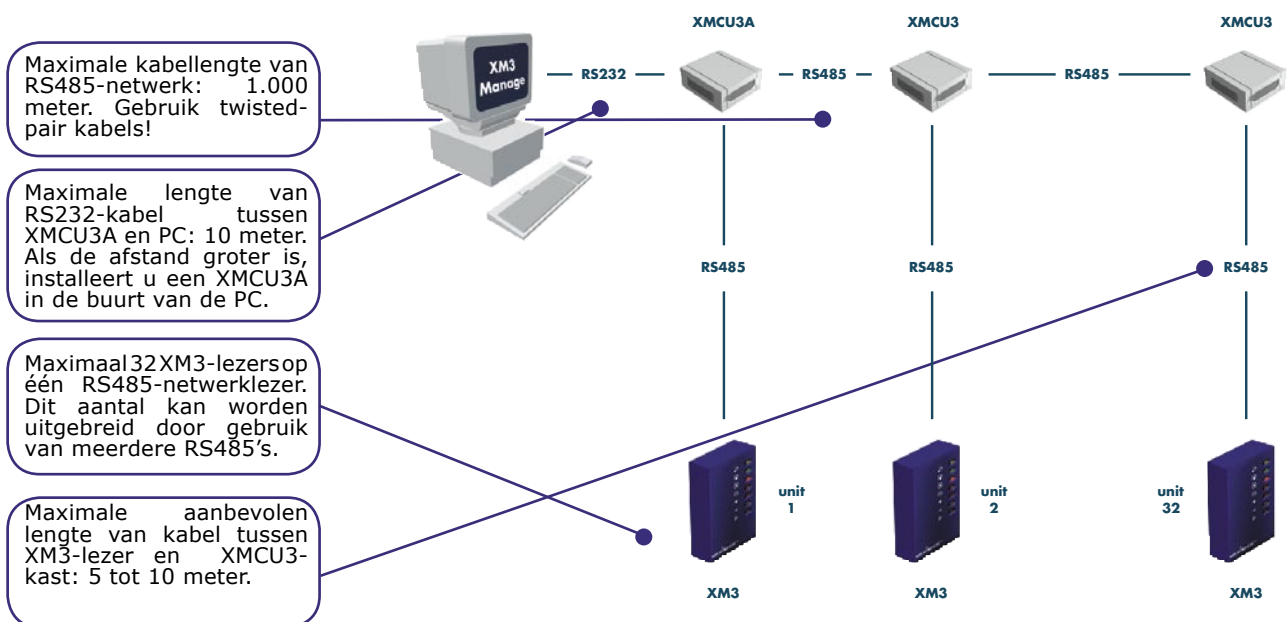 Maximale kabellengte van
RS485-netwerk: 1.000
meter. Gebruik twisted-
pair kabels!
Maximale lengte van
RS232-kabel tussen
XMCU3A en PC: 10 meter.
Als de afstand groter is,
installeert u een XMCU3A
in de buurt van de PC.
Maximaal 32 XM3-lezers op
één RS485-netwerklezer.
Dit aantal kan worden
uitgebreid door gebruik
van meerdere RS485's.
Maximale aanbevolen
lengte van kabel tussen
XM3-lezer en XMCU3-
kast: 5 tot 10 meter.
XM3
Manage
RS232
XMCU3A
RS485
XMCU3
RS485
XMCU3
RS485
RS485
RS485
unit
1
unit
2
unit
32
XM3
XM3
XM3